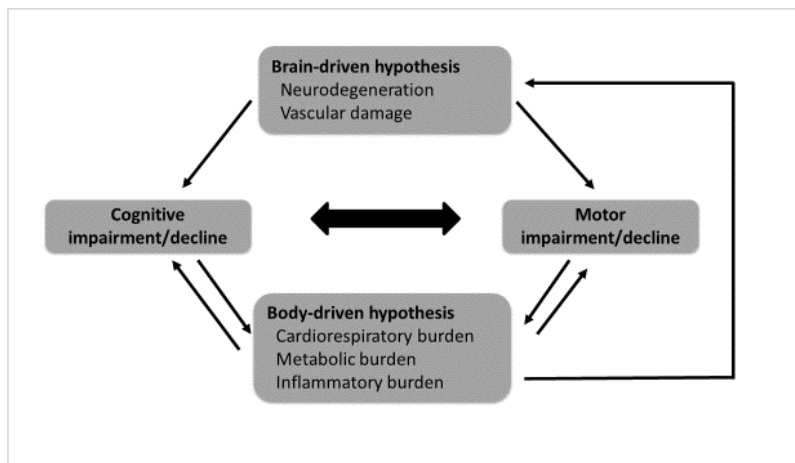 Brain-driven hypothesis
Neurodegeneration
Vascular damage
Cognitive
impairment/decline
Motor
impairment/decline
Body-driven hypothesis
Cardiorespiratory burden
Metabolic burden
Inflammatory burden